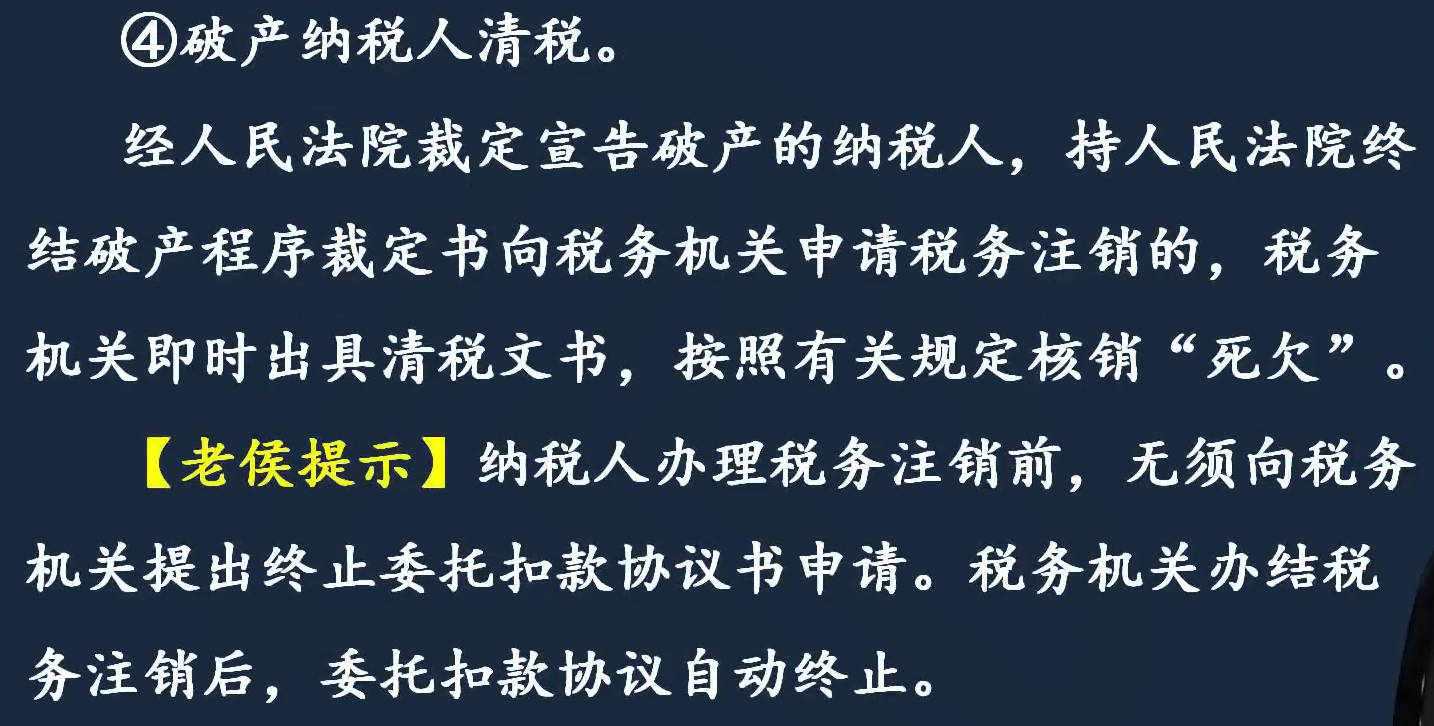 ④破产纳税人清税。
经人民法院裁定宣告破产的纳税人，持人民法院终
结破产程序裁定书向税务机关申请税务注销的，税务
机关即时出具清税文书，按照有关规定核销“死欠”。
【老侯提示】纳税人办理税务注销前，无须向税务
机关提出终止委托扣款协议书申请。税务机关办结税
务注销后，委托扣款协议自动终止。